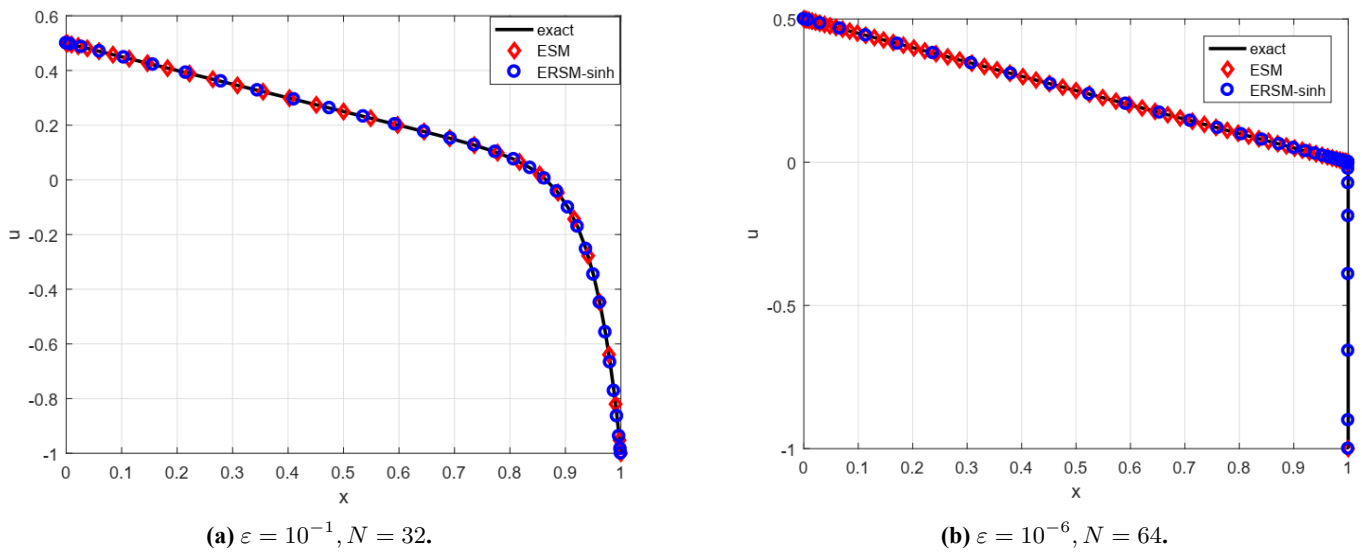 0.6
0.4
0.2
0
-0.2
-0.4
-0.6
-0.8
-1
u
0 0.1 0.2 0.3 0.4 0.5 0.6 0.7 0.8 0.9 1
x
exact
ESM
ERSM-sinh
(a) ε = 10⁻¹, N = 32.
0.5
0
-0.5
-1
u
0 0.1 0.2 0.3 0.4 0.5 0.6 0.7 0.8 0.9 1
x
exact
ESM
ERSM-sinh
(b) ε = 10⁻⁶, N = 64.